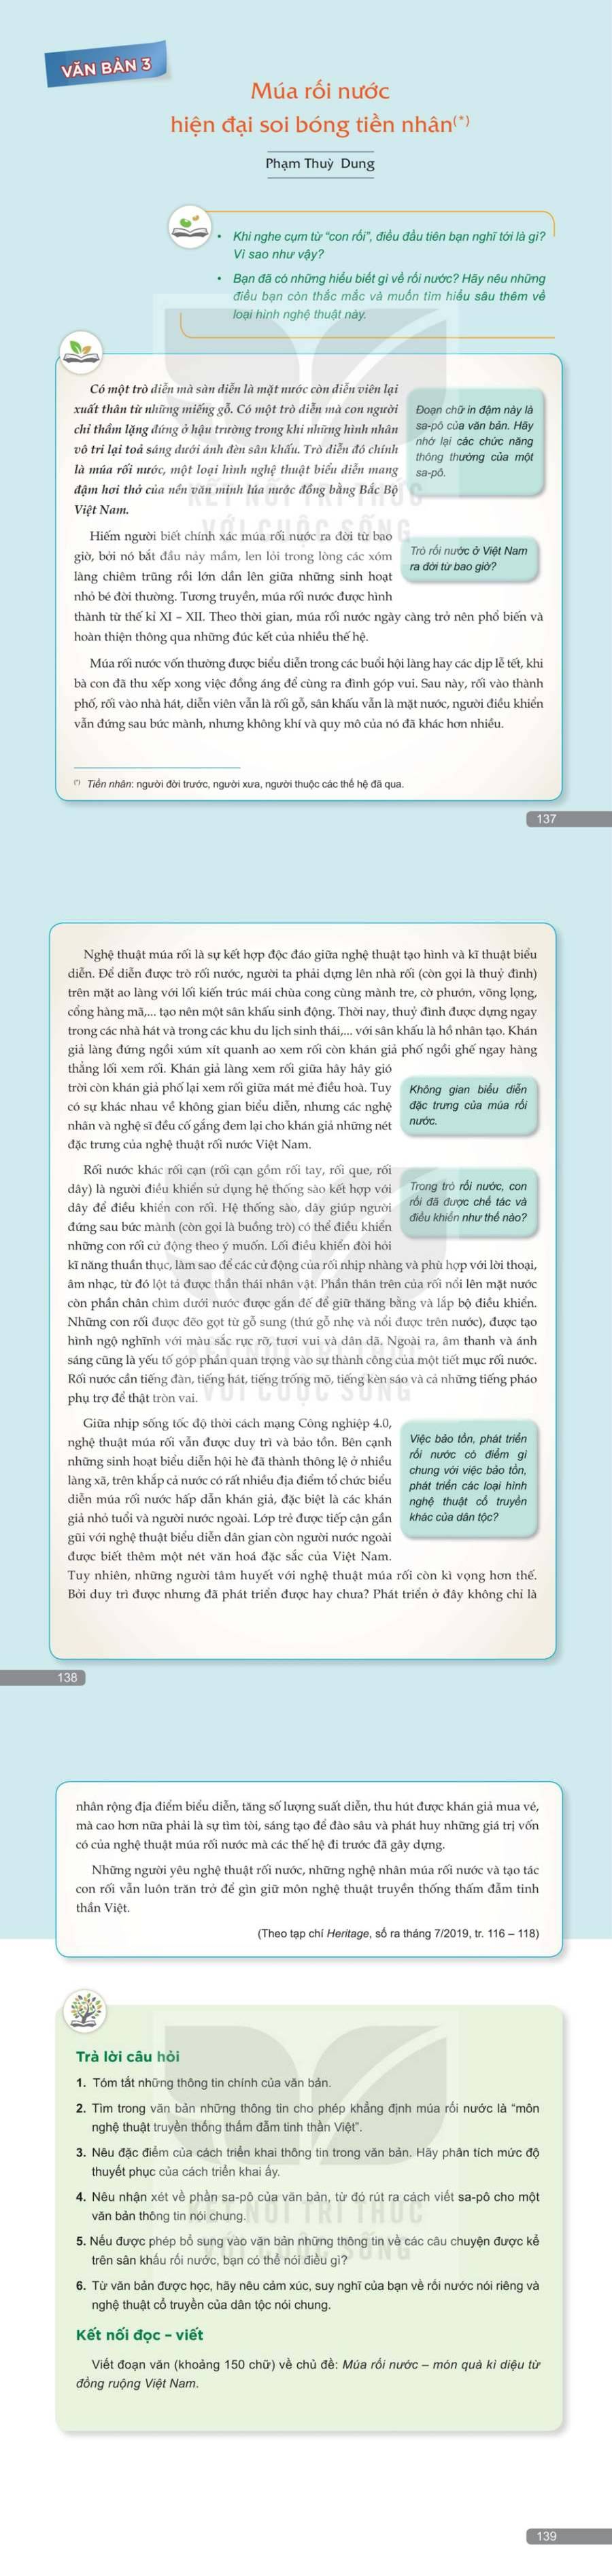 VĂN BẢN 3
Múa rối nước
hiện đại soi bóng tiền nhân(*)
Phạm Thuỳ Dung
• Khi nghe cụm từ "con rối", điều đầu tiên bạn nghĩ tới là gì?
Vì sao như vậy?
• Bạn đã có những hiểu biết gì về rối nước? Hãy nêu những
điều bạn còn thắc mắc và muốn tìm hiểu sâu thêm về
loại hình nghệ thuật này.
Có một trò diễn mà sàn diễn là mặt nước còn diễn viên lại
xuất thân từ những miếng gỗ. Có một trò diễn mà con người
chỉ thầm lặng đứng ở hậu trường trong khi những hình nhân
vô tri lại toả sáng dưới ánh đèn sân khấu. Trò diễn đó chính
là múa rối nước, một loại hình nghệ thuật biểu diễn mang
đậm hơi thở của nền văn minh lúa nước đồng bằng Bắc Bộ
Việt Nam.
Đoạn chữ in đậm này là
sa-pô của văn bản. Hãy
nhớ lại các chức năng
thông thường của một
sa-pô.
Hiếm người biết chính xác múa rối nước ra đời từ bao
giờ, bởi nó bắt đầu nảy mầm, len lỏi trong lòng các xóm
làng chiêm trũng rồi lớn dần lên giữa những sinh hoạt
nhỏ bé đời thường. Tương truyền, múa rối nước được hình
thành từ thế kỉ XI – XII. Theo thời gian, múa rối nước ngày càng trở nên phổ biến và
hoàn thiện thông qua những đúc kết của nhiều thế hệ.
Trò rối nước ở Việt Nam
ra đời từ bao giờ?
Múa rối nước vốn thường được biểu diễn trong các buổi hội làng hay các dịp lễ tết, khi
bà con đã thu xếp xong việc đồng áng để cùng ra đình góp vui. Sau này, rối vào thành
phố, rối vào nhà hát, diễn viên vẫn là rối gỗ, sân khấu vẫn là mặt nước, người điều khiển
vẫn đứng sau bức mành, nhưng không khí và quy mô của nó đã khác hơn nhiều.
(*) Tiền nhân: người đời trước, người xưa, người thuộc các thế hệ đã qua.
137
Nghệ thuật múa rối là sự kết hợp độc đáo giữa nghệ thuật tạo hình và kĩ thuật biểu
diễn. Để diễn được trò rối nước, người ta phải dựng lên nhà rối (còn gọi là thuỷ đình)
trên mặt ao làng với lối kiến trúc mái chùa cong cùng mành tre, cờ phướn, võng lọng,
cổng hàng mã,... tạo nên một sân khấu sinh động. Thời nay, thuỷ đình được dựng ngay
trong các nhà hát và trong các khu du lịch sinh thái,... với sân khấu là hồ nhân tạo. Khán
giả làng đứng ngồi xúm xít quanh ao xem rối còn khán giả phố ngồi ghế ngay hàng
thẳng lối xem rối. Khán giả làng xem rối giữa hây hẩy gió
trời còn khán giả phố lại xem rối giữa mát mẻ điều hoà. Tuy
có sự khác nhau về không gian biểu diễn, nhưng các nghệ
nhân và nghệ sĩ đều cố gắng đem lại cho khán giả những nét
đặc trưng của nghệ thuật rối nước Việt Nam.
Không gian biểu diễn
đặc trưng của múa rối
nước.
Rối nước khác rối cạn (rối cạn gồm rối tay, rối que, rối
dây) là người điều khiển sử dụng hệ thống sào kết hợp với
dây để điều khiển con rối. Hệ thống sào, dây giúp người
đứng sau bức mành (còn gọi là buồng trò) có thể điều khiển
những con rối cử động theo ý muốn. Lối điều khiển đòi hỏi
kĩ năng thuần thục, làm sao để các cử động của rối nhịp nhàng và phù hợp với lời thoại,
âm nhạc, từ đó lột tả được thần thái nhân vật. Phần thân trên của rối nổi lên mặt nước
còn phần chân chìm dưới nước được gắn đế để giữ thăng bằng và lắp bộ điều khiển.
Những con rối được đẽo gọt từ gỗ sung (thứ gỗ nhẹ và nổi được trên nước), được tạo
hình ngộ nghĩnh với màu sắc rực rỡ, tươi vui và dân dã. Ngoài ra, âm thanh và ánh
sáng cũng là yếu tố góp phần quan trọng vào sự thành công của một tiết mục rối nước.
Rối nước cần tiếng đàn, tiếng hát, tiếng trống mõ, tiếng kèn sáo và cả những tiếng pháo
phụ trợ để thật tròn vai.
Trong trò rối nước, con
rối đã được chế tác và
điều khiển như thế nào?
Giữa nhịp sống tốc độ thời cách mạng Công nghiệp 4.0,
nghệ thuật múa rối vẫn được duy trì và bảo tồn. Bên cạnh
những sinh hoạt biểu diễn hội hè đã thành thông lệ ở nhiều
làng xã, trên khắp cả nước có rất nhiều địa điểm tổ chức biểu
diễn múa rối nước hấp dẫn khán giả, đặc biệt là các khán
giả nhỏ tuổi và người nước ngoài. Lớp trẻ được tiếp cận gần
gũi với nghệ thuật biểu diễn dân gian còn người nước ngoài
được biết thêm một nét văn hoá đặc sắc của Việt Nam.
Tuy nhiên, những người tâm huyết với nghệ thuật múa rối còn kì vọng hơn thế.
Bởi duy trì được nhưng đã phát triển được hay chưa? Phát triển ở đây không chỉ là
Việc bảo tồn, phát triển
rối nước có điểm gì
chung với việc bảo tồn,
phát triển các loại hình
nghệ thuật cổ truyền
khác của dân tộc?
138
nhân rộng địa điểm biểu diễn, tăng số lượng suất diễn, thu hút được khán giả mua vé,
mà cao hơn nữa phải là sự tìm tòi, sáng tạo để đào sâu và phát huy những giá trị vốn
có của nghệ thuật múa rối nước mà các thế hệ đi trước đã gây dựng.
Những người yêu nghệ thuật rối nước, những nghệ nhân múa rối nước và tạo tác
con rối vẫn luôn trăn trở để gìn giữ môn nghệ thuật truyền thống thấm đẫm tinh
thần Việt.
(Theo tạp chí Heritage, số ra tháng 7/2019, tr. 116 – 118)
Trả lời câu hỏi
1. Tóm tắt những thông tin chính của văn bản.
2. Tìm trong văn bản những thông tin cho phép khẳng định múa rối nước là "môn
nghệ thuật truyền thống thấm đẫm tinh thần Việt".
3. Nêu đặc điểm của cách triển khai thông tin trong văn bản. Hãy phân tích mức độ
thuyết phục của cách triển khai ấy.
4. Nêu nhận xét về phần sa-pô của văn bản, từ đó rút ra cách viết sa-pô cho một
văn bản thông tin nói chung.
5. Nếu được phép bổ sung vào văn bản những thông tin về các câu chuyện được kể
trên sân khấu rối nước, bạn có thể nói điều gì?
6. Từ văn bản được học, hãy nêu cảm xúc, suy nghĩ của bạn về rối nước nói riêng và
nghệ thuật cổ truyền của dân tộc nói chung.
Kết nối đọc – viết
Viết đoạn văn (khoảng 150 chữ) về chủ đề: Múa rối nước – món quà kì diệu từ
đồng ruộng Việt Nam.
KẾT NỐI TRI THỨC
VỚI CUỘC SỐNG
139